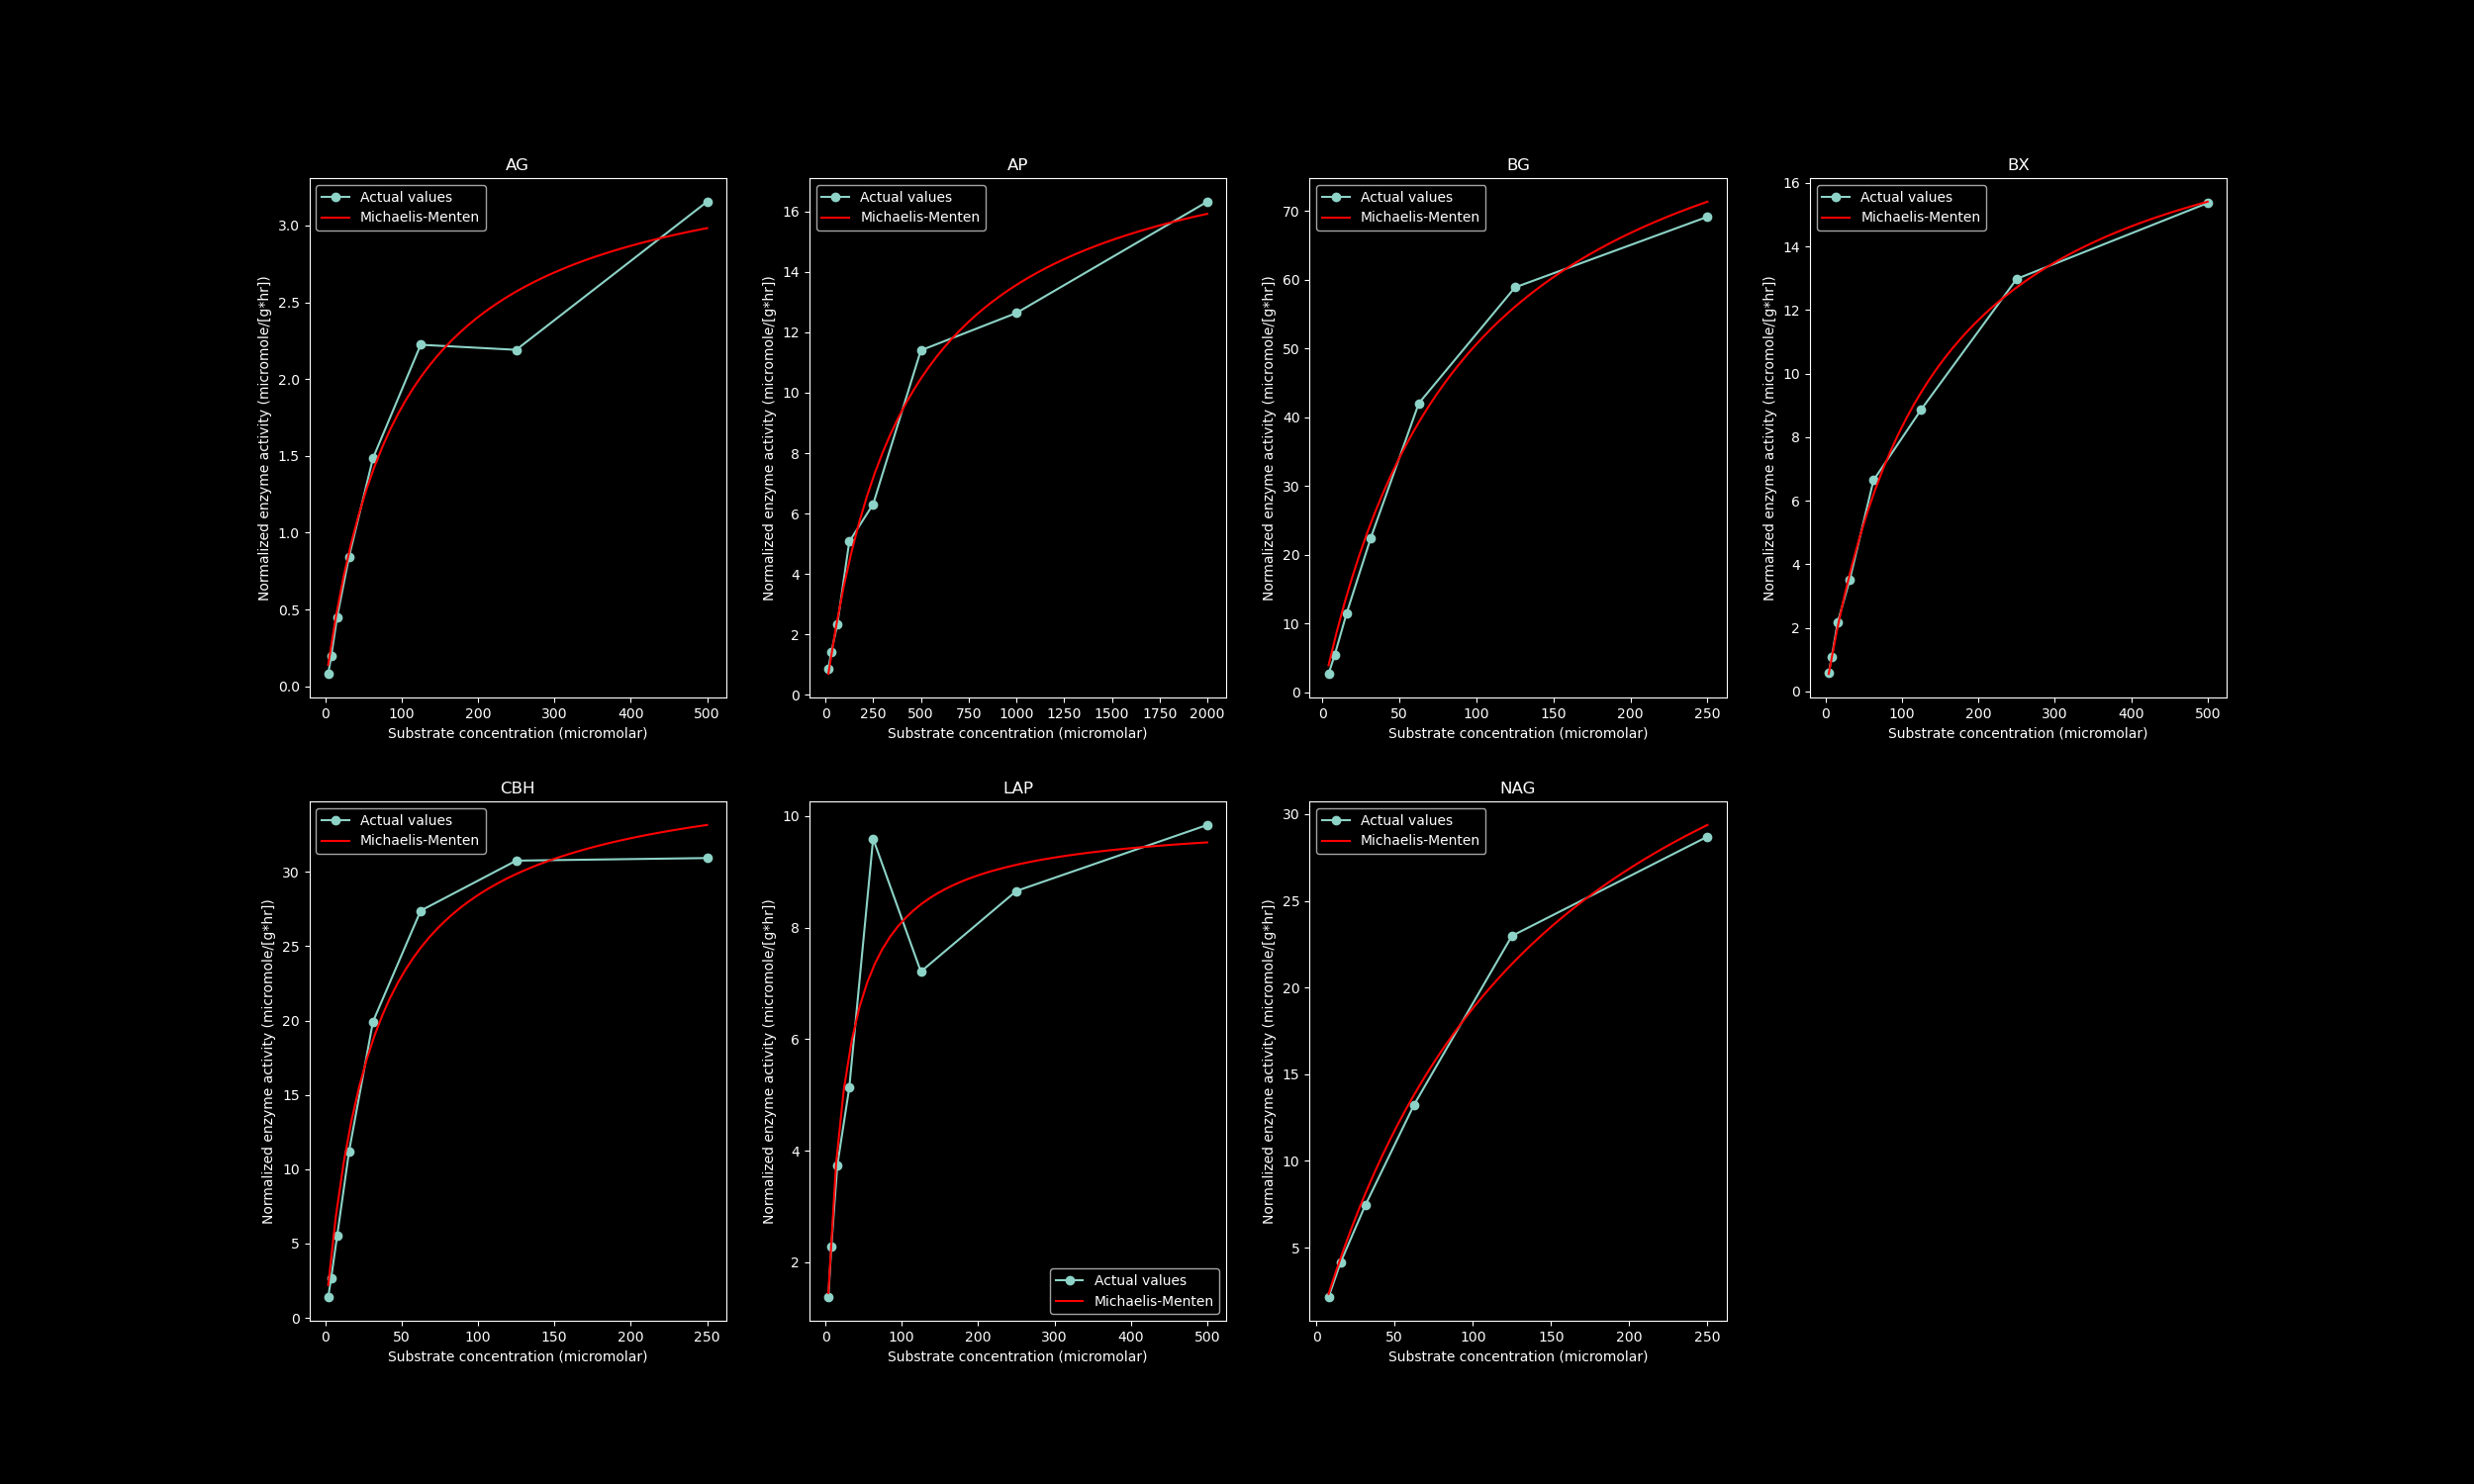 AG
Actual values
Michaelis-Menten
3.0
2.5
2.0
1.5
1.0
0.5
0.0
Normalized enzyme activity (micromole/[g*hr])
0 100 200 300 400 500
Substrate concentration (micromolar)
AP
Actual values
Michaelis-Menten
16
14
12
10
8
6
4
2
0
Normalized enzyme activity (micromole/[g*hr])
0 250 500 750 1000 1250 1500 1750 2000
Substrate concentration (micromolar)
BG
Actual values
Michaelis-Menten
70
60
50
40
30
20
10
0
Normalized enzyme activity (micromole/[g*hr])
0 50 100 150 200 250
Substrate concentration (micromolar)
BX
Actual values
Michaelis-Menten
16
14
12
10
8
6
4
2
0
Normalized enzyme activity (micromole/[g*hr])
0 100 200 300 400 500
Substrate concentration (micromolar)
CBH
Actual values
Michaelis-Menten
30
25
20
15
10
5
0
Normalized enzyme activity (micromole/[g*hr])
0 50 100 150 200 250
Substrate concentration (micromolar)
LAP
10
8
6
4
2
Normalized enzyme activity (micromole/[g*hr])
Actual values
Michaelis-Menten
0 100 200 300 400 500
Substrate concentration (micromolar)
NAG
Actual values
Michaelis-Menten
30
25
20
15
10
5
Normalized enzyme activity (micromole/[g*hr])
0 50 100 150 200 250
Substrate concentration (micromolar)